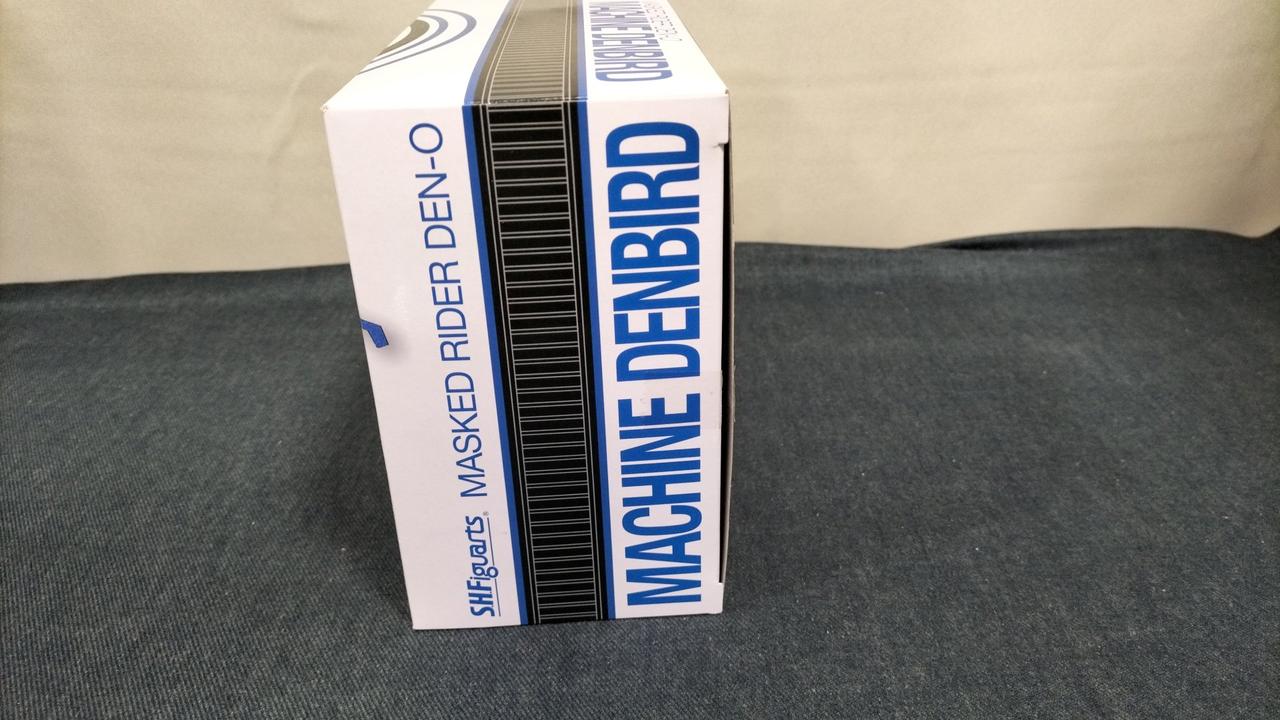 MACHINE DENBIRD
S.H.Figuarts® MASKED RIDER DEN-O
MACHINE DENBIRD